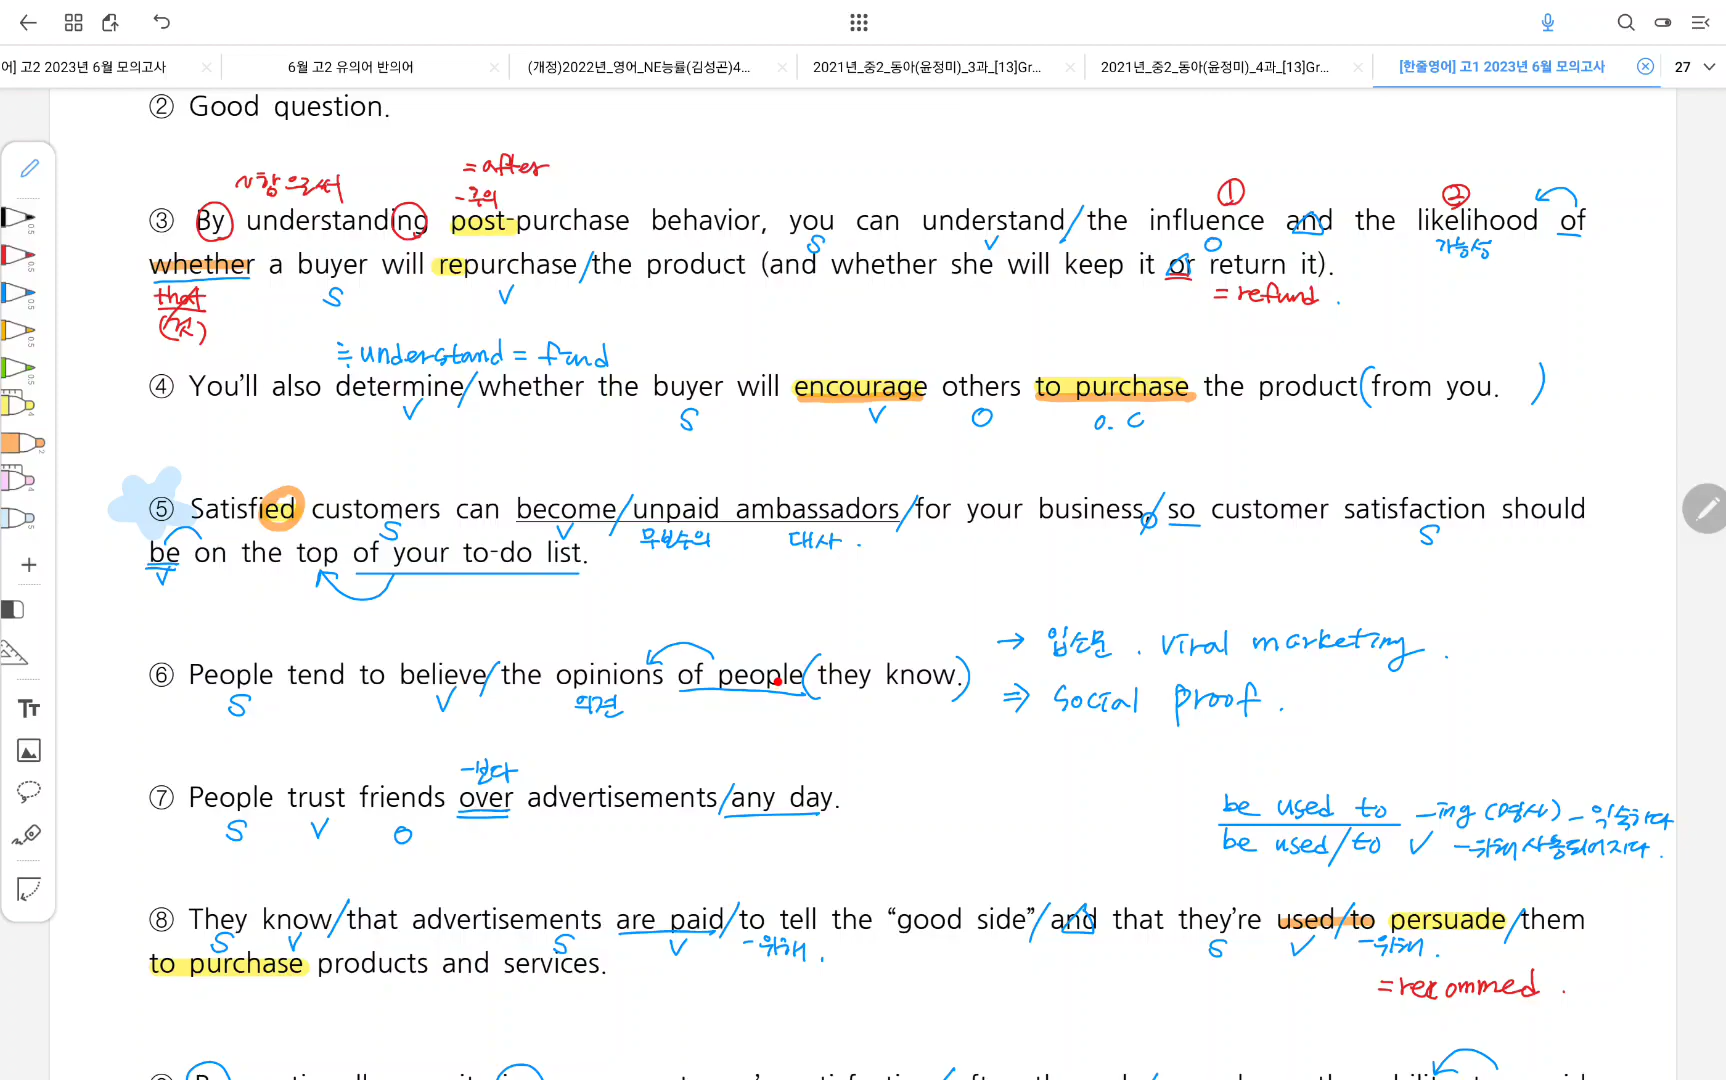 어] 고2 2023년 6월 모의고사
6월 고2 유의어 반의어
(개정)2022년_영어_NE능률(김성곤)4...
2021년_중2_동아(윤정미)_3과_[13]Gr...
2021년_중2_동아(윤정미)_4과_[13]Gr...
[한줄영어] 고1 2023년 6월 모의고사
27
② Good question.
= after
~함으로써 -후의 ① ②
③ By understanding post-purchase behavior, you can understand/ the influence and the likelihood of
S V O 가능성
whether a buyer will repurchase/the product (and whether she will keep it or return it).
that S V = refund .
≒ understand = find
④ You'll also determine/whether the buyer will encourage others to purchase the product(from you. )
V S V O O. C
⑤ Satisfied customers can become/unpaid ambassadors/for your business,/ so customer satisfaction should
S V 무보수의 대사 . S
be on the top of your to-do list.
V
→ 입소문 . viral marketing .
⑥ People tend to believe/the opinions of people(they know.)
S V 의견
⇒ Social proof .
-보다
⑦ People trust friends over advertisements/any day.
S V O
be used to -ing (명사) - 익숙하다
be used/to V -위해 사용되어지다.
⑧ They know/that advertisements are paid/to tell the “good side”/ and that they're used/to persuade/them
S V S V -위해 . S V -위해 .
to purchase products and services.
= recommed .